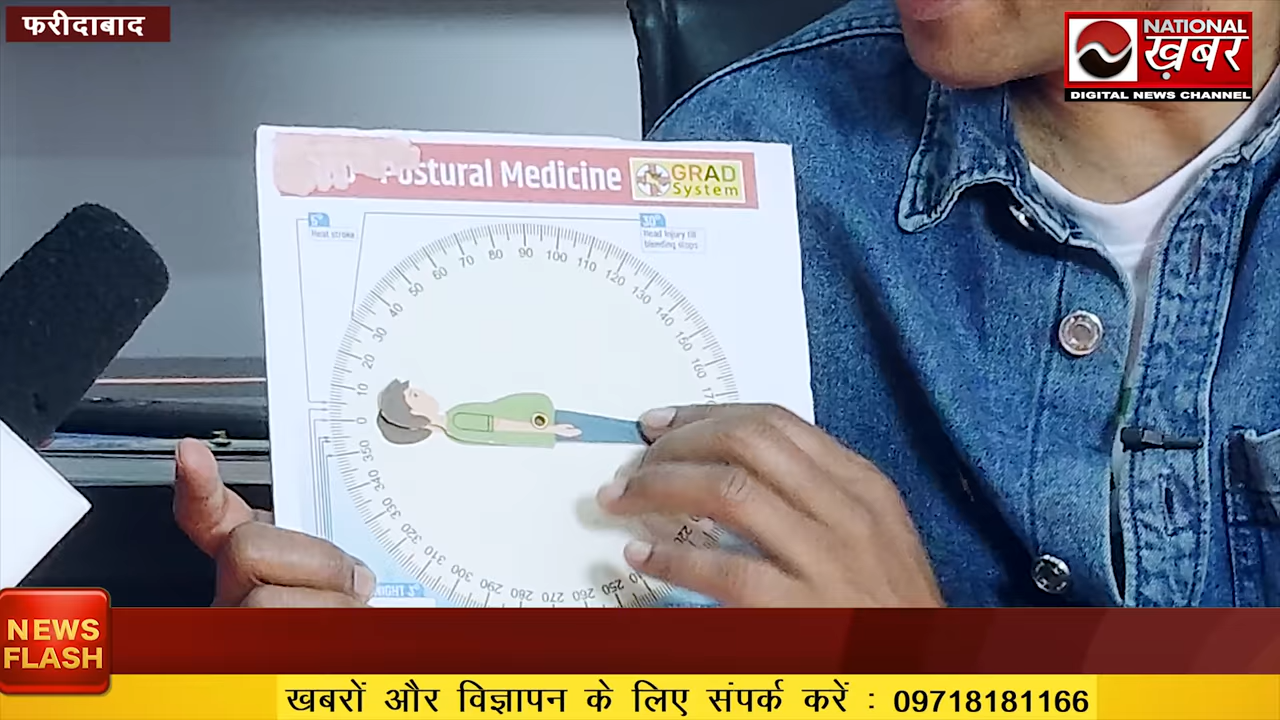 फरीदाबाद
NATIONAL
ख़बर
DIGITAL NEWS CHANNEL
Postural Medicine
GRAD
System
5°
Heat stroke
30°
Head Injury till
bleeding stops
0 10 20 30 40 50 60 70 80 90 100 110 120 130 140 150 160
350 340 330 320 310 300 290 280 270 260 250
220
NEWS
FLASH
खबरों और विज्ञापन के लिए संपर्क करें : 09718181166